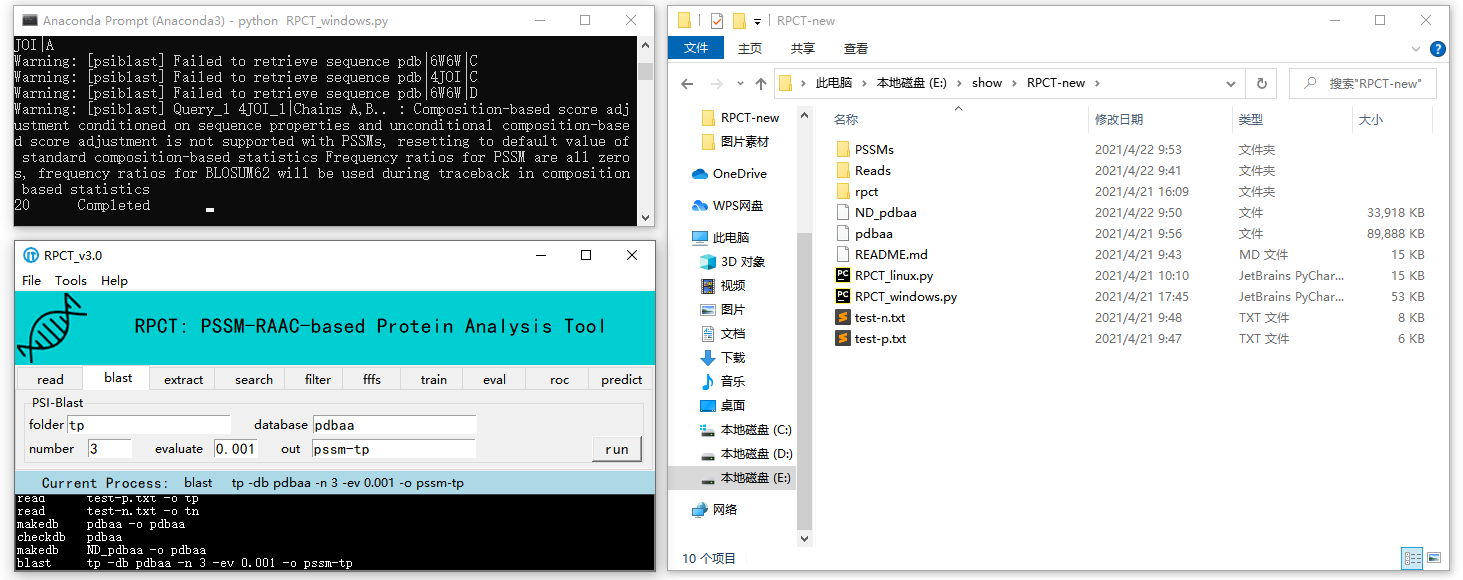 Anaconda Prompt (Anaconda3) - python  RPCT_windows.py
JOI|A
Warning: [psiblast] Failed to retrieve sequence pdb|6W6W|C
Warning: [psiblast] Failed to retrieve sequence pdb|4JOI|C
Warning: [psiblast] Failed to retrieve sequence pdb|6W6W|D
Warning: [psiblast] Query_1 4JOI_1|Chains A,B.. : Composition-based score adj
ustment conditioned on sequence properties and unconditional composition-base
d score adjustment is not supported with PSSMs, resetting to default value of
standard composition-based statistics Frequency ratios for PSSM are all zero
s, frequency ratios for BLOSUM62 will be used during traceback in composition
based statistics
20 Completed
RPCT_v3.0
File Tools Help
RPCT: PSSM-RAAC-based Protein Analysis Tool
read blast extract search filter fffs train eval roc predict
PSI-Blast
folder tp database pdbaa
number 3 evaluate 0.001 out pssm-tp run
Current Process: blast tp -db pdbaa -n 3 -ev 0.001 -o pssm-tp
read test-p.txt -o tp
read test-n.txt -o tn
makedb pdbaa -o pdbaa
checkdb pdbaa
makedb ND_pdbaa -o pdbaa
blast tp -db pdbaa -n 3 -ev 0.001 -o pssm-tp
RPCT-new
文件 主页 共享 查看
此电脑 本地磁盘 (E:) show RPCT-new 搜索"RPCT-new"
RPCT-new
图片素材
OneDrive
WPS网盘
此电脑
3D 对象
视频
图片
文档
下载
音乐
桌面
本地磁盘 (C:)
本地磁盘 (D:)
本地磁盘 (E:)
网络
名称 修改日期 类型 大小
PSSMs 2021/4/22 9:53 文件夹
Reads 2021/4/22 9:41 文件夹
rpct 2021/4/21 16:09 文件夹
ND_pdbaa 2021/4/22 9:50 文件 33,918 KB
pdbaa 2021/4/21 9:56 文件 89,888 KB
README.md 2021/4/21 9:43 MD 文件 15 KB
RPCT_linux.py 2021/4/21 10:10 JetBrains PyChar... 15 KB
RPCT_windows.py 2021/4/21 17:45 JetBrains PyChar... 53 KB
test-n.txt 2021/4/21 9:48 TXT 文件 8 KB
test-p.txt 2021/4/21 9:47 TXT 文件 6 KB
10 个项目